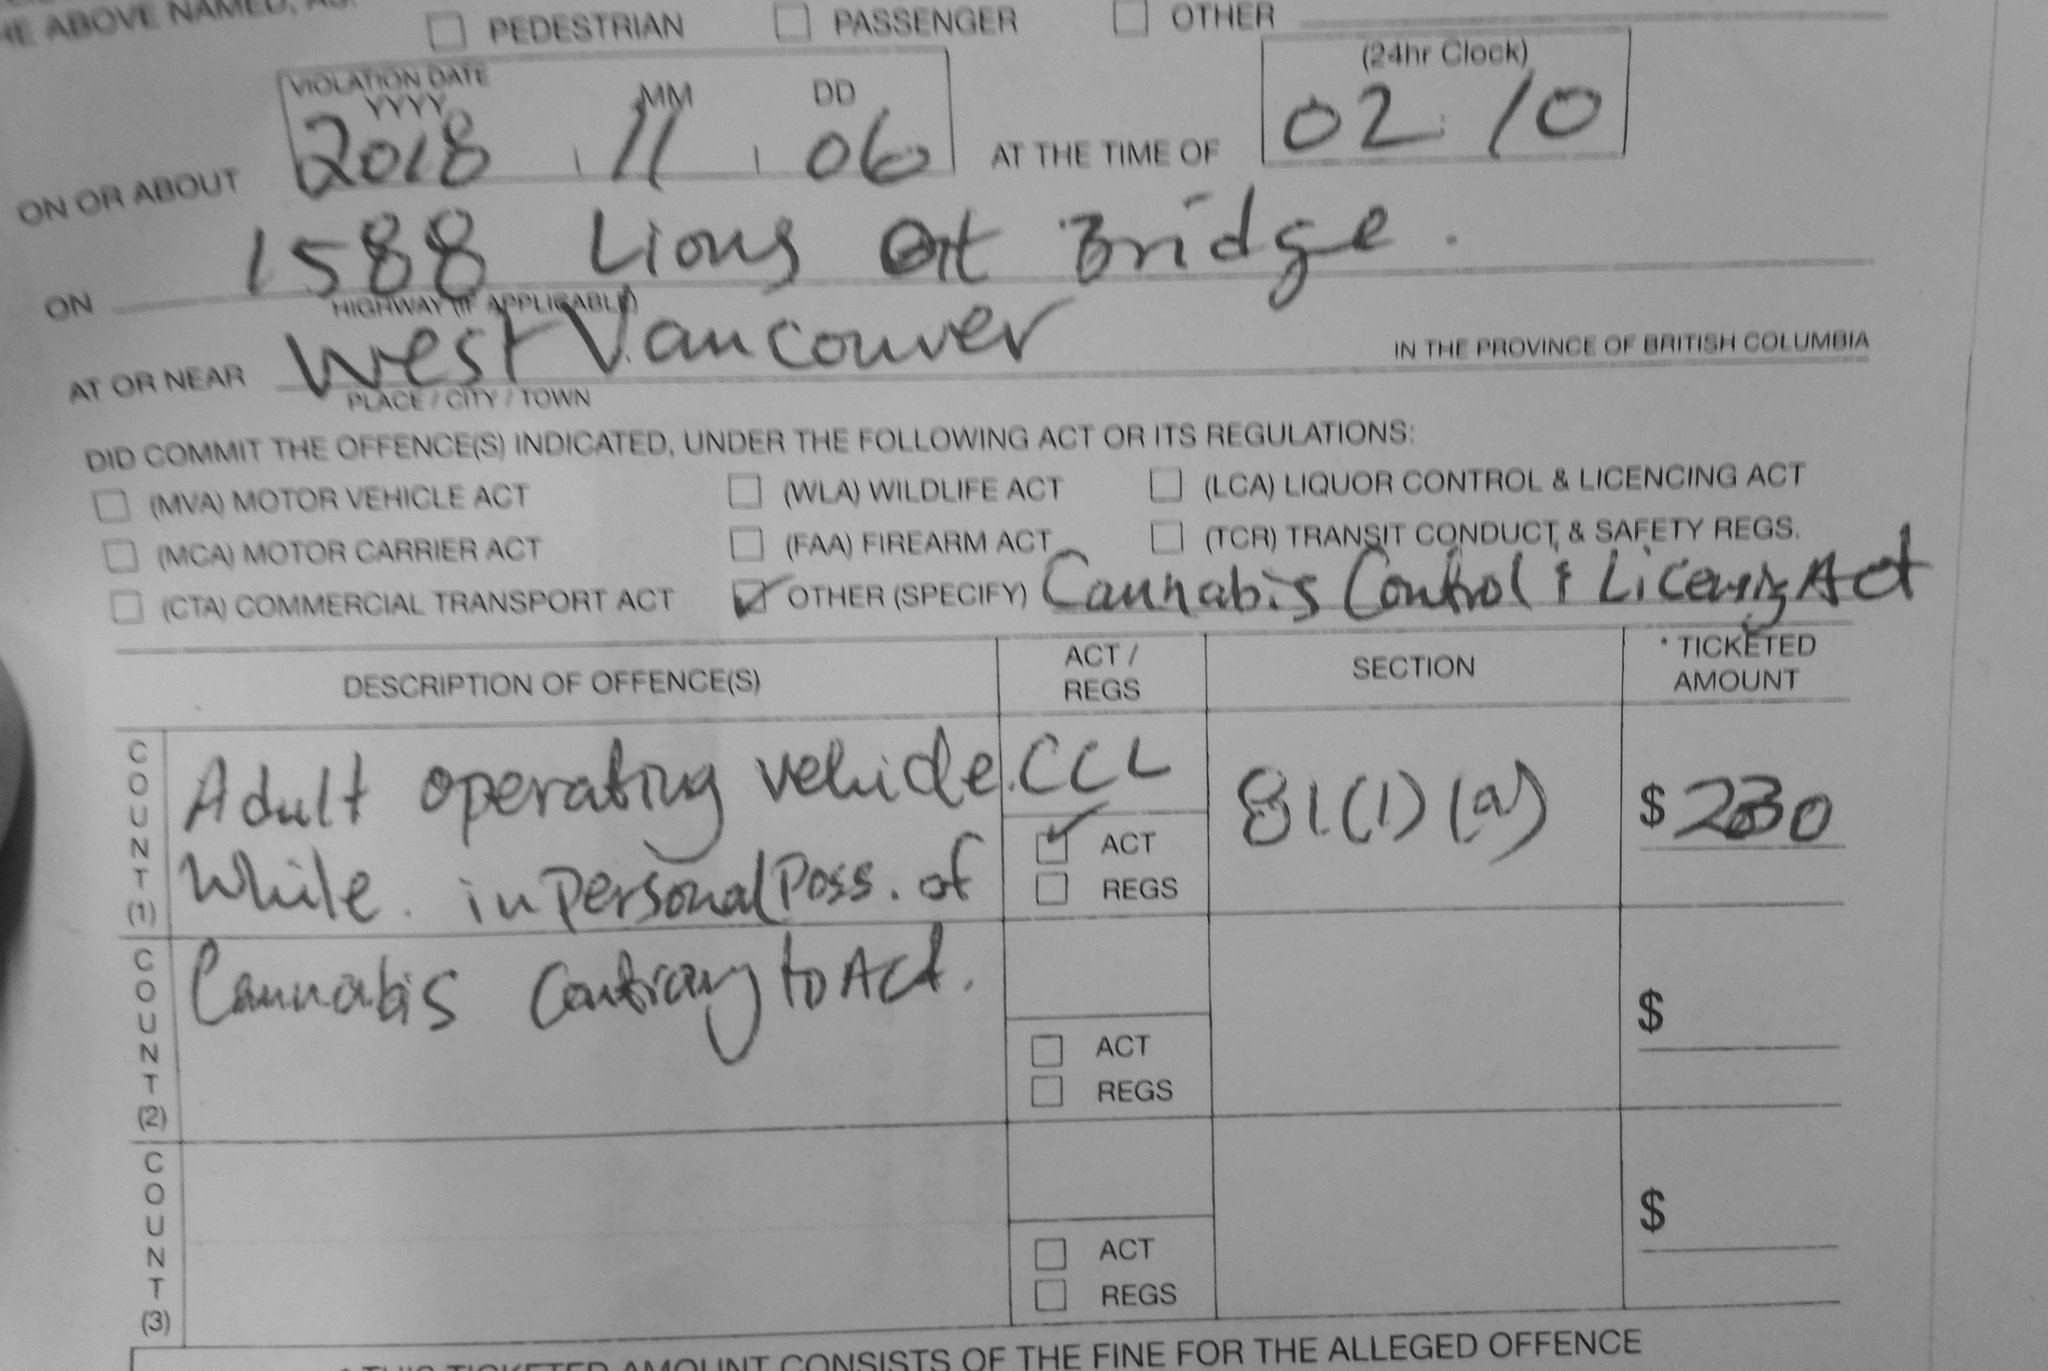 HE ABOVE NAMED, AS:
PEDESTRIAN PASSENGER OTHER
VIOLATION DATE
YYYY MM DD (24hr Clock)
ON OR ABOUT 2018 11 06 AT THE TIME OF 02:10
ON 1588 Lions Gt Bridge.
HIGHWAY (IF APPLICABLE)
AT OR NEAR West Vancouver IN THE PROVINCE OF BRITISH COLUMBIA
PLACE / CITY / TOWN
DID COMMIT THE OFFENCE(S) INDICATED, UNDER THE FOLLOWING ACT OR ITS REGULATIONS:
(MVA) MOTOR VEHICLE ACT (WLA) WILDLIFE ACT (LCA) LIQUOR CONTROL & LICENCING ACT
(MCA) MOTOR CARRIER ACT (FAA) FIREARM ACT (TCR) TRANSIT CONDUCT & SAFETY REGS.
(CTA) COMMERCIAL TRANSPORT ACT OTHER (SPECIFY) Cannabis Control & Licensing Act
DESCRIPTION OF OFFENCE(S) ACT / REGS SECTION * TICKETED AMOUNT
COUNT (1) Adult operating vehicle CCL 81(1)(a) $ 230
ACT
While in Personal Poss. of REGS
COUNT (2) Cannabis Contrary to Act. $
ACT
REGS
COUNT (3) $
ACT
REGS
* THIS TICKETED AMOUNT CONSISTS OF THE FINE FOR THE ALLEGED OFFENCE